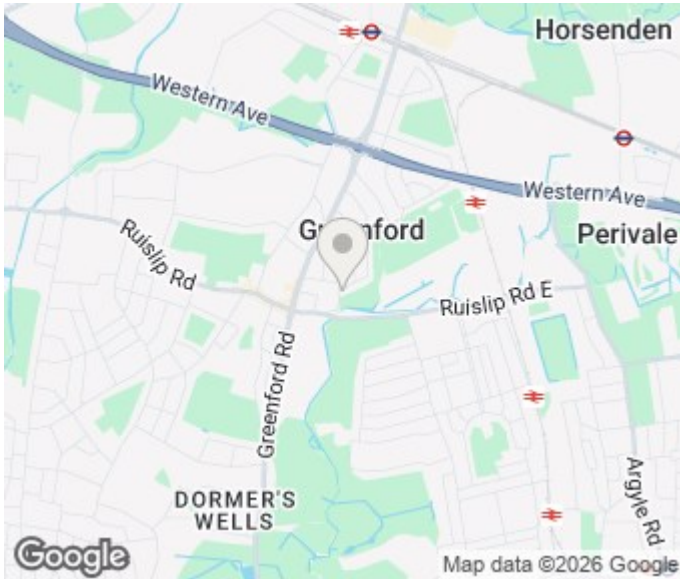 Horsenden
Western Ave
Western Ave
Greenford
Perivale
Ruislip Rd
Ruislip Rd E
Greenford Rd
DORMER'S
WELLS
Argyle Rd
Google
Map data ©2026 Google